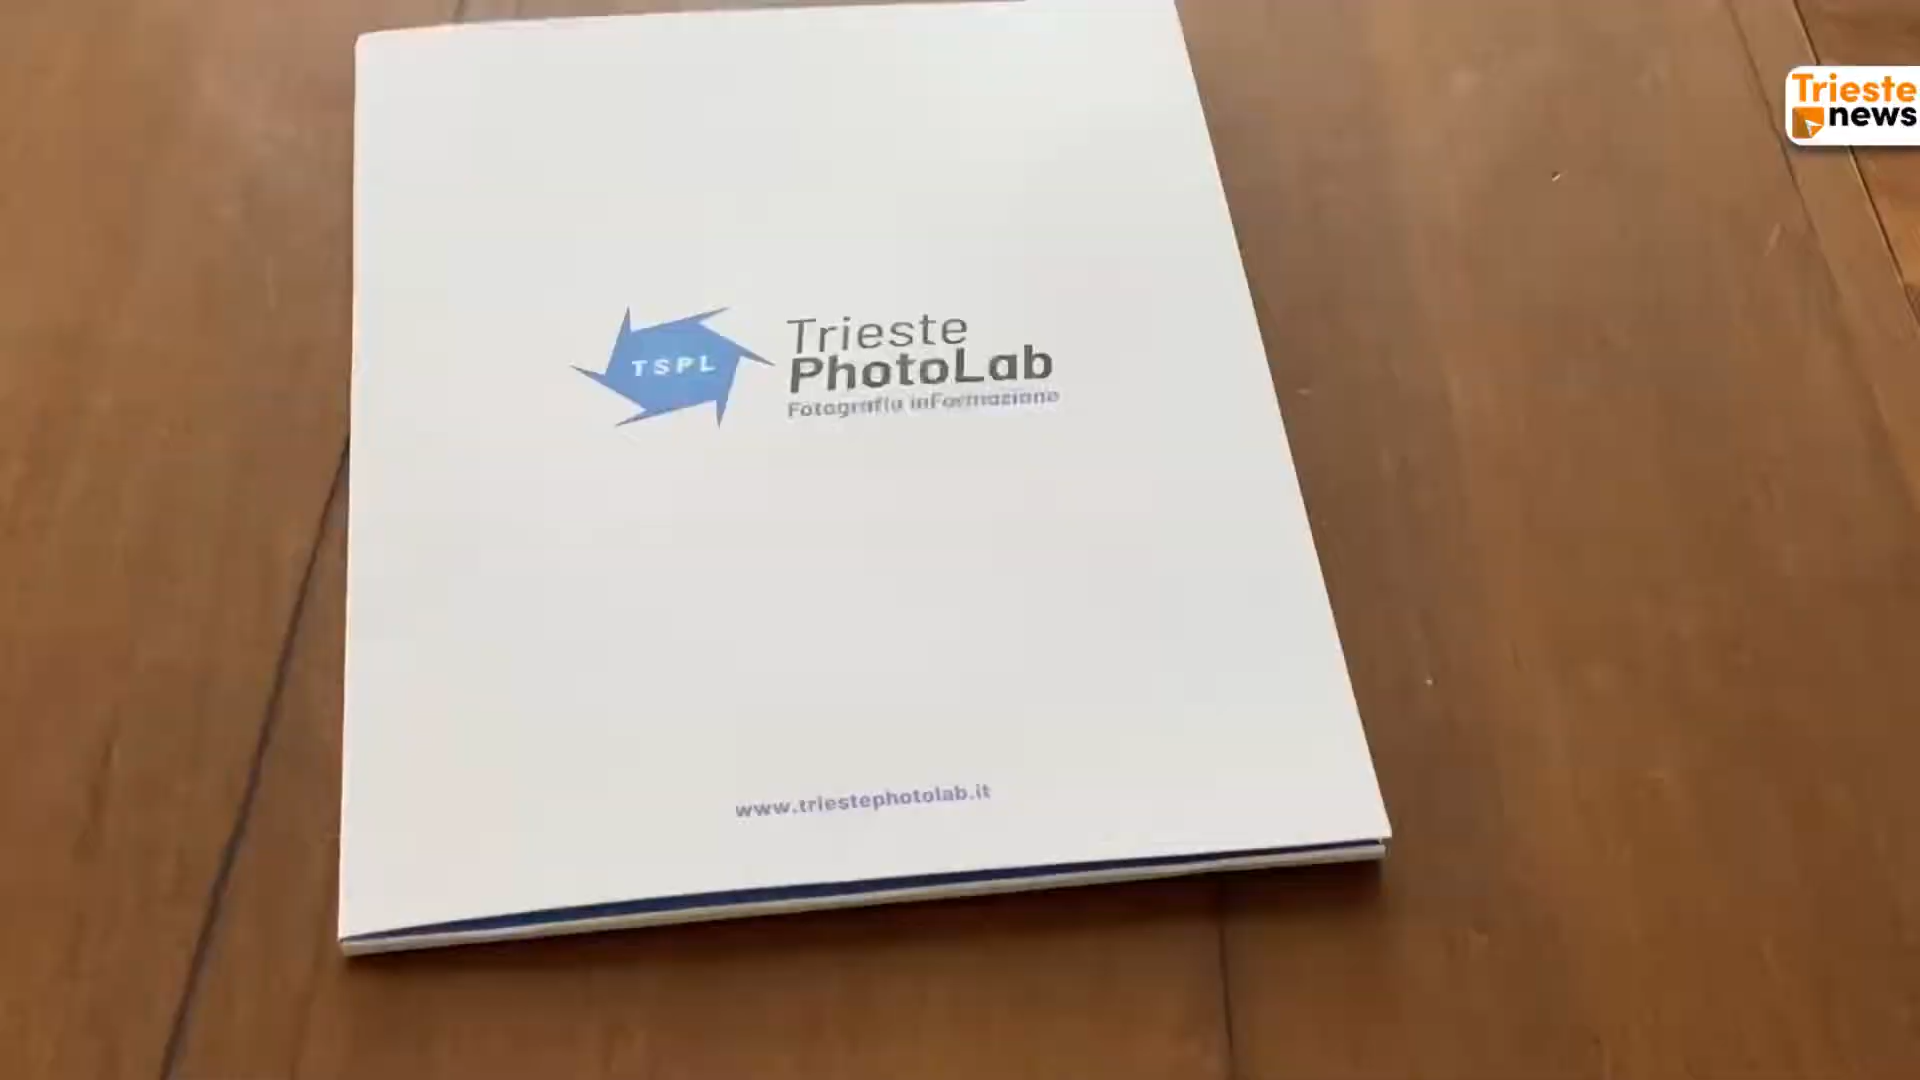 Trieste
news
TSPL
Trieste
PhotoLab
Fotografia inFormazione
www.triestephotolab.it